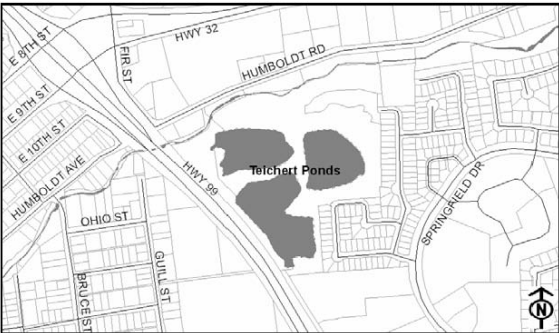 E 8TH ST
FIR ST
HWY 32
HUMBOLDT RD
E 9TH ST
E 10TH ST
HUMBOLDT AVE
HWY 99
Teichert Ponds
OHIO ST
BRUCE ST
GUILL ST
SPRINGFIELD DR
N